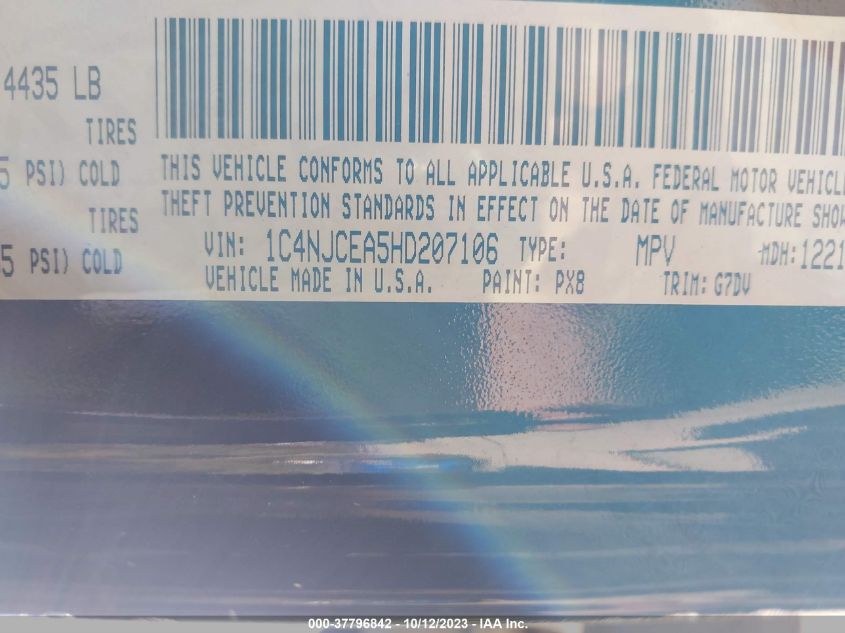 4435 LB
TIRES
5 PSI) COLD
TIRES
5 PSI) COLD
THIS VEHICLE CONFORMS TO ALL APPLICABLE U.S.A. FEDERAL MOTOR VEHICLE
THEFT PREVENTION STANDARDS IN EFFECT ON THE DATE OF MANUFACTURE SHOW
VIN: 1C4NJCEA5HD207106 TYPE: MPV MDH: 1221
VEHICLE MADE IN U.S.A. PAINT: PX8 TRIM: G7DV
000-37796842 - 10/12/2023 - IAA Inc.